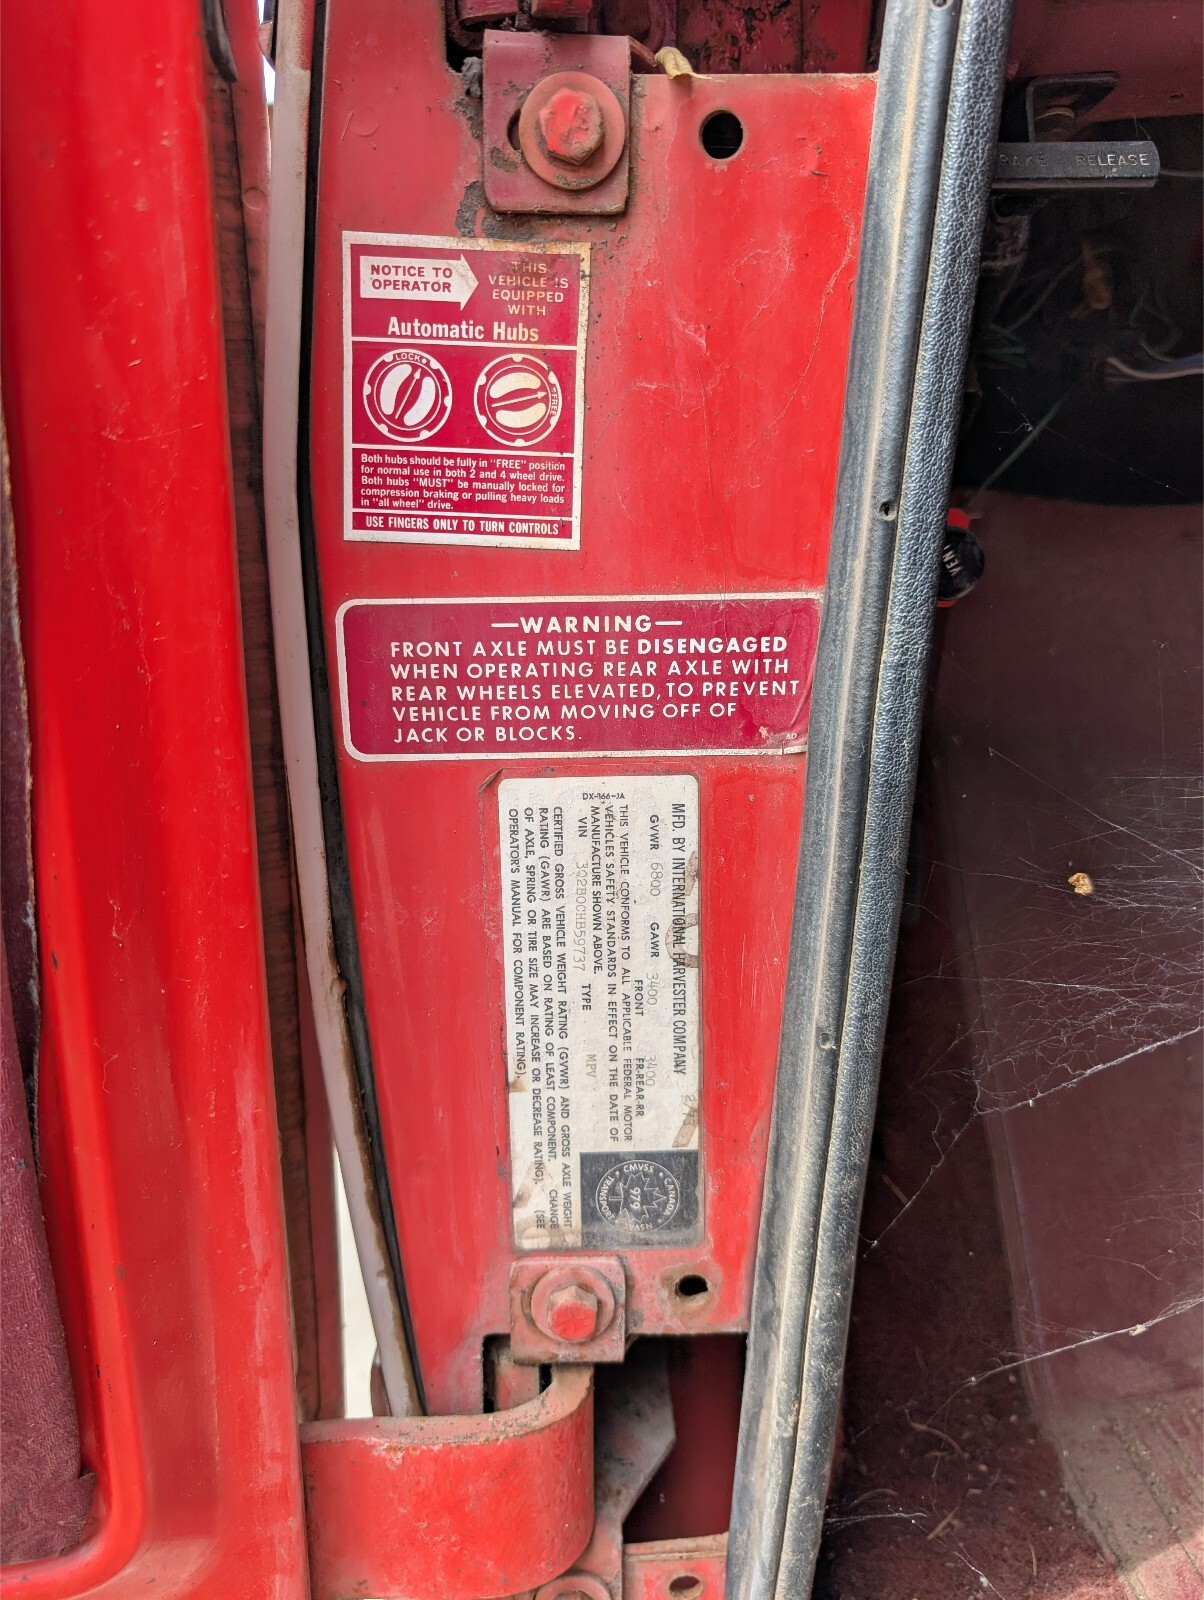 BRAKE RELEASE
NOTICE TO
OPERATOR
THIS
VEHICLE IS
EQUIPPED
WITH
Automatic Hubs
LOCK
FREE
Both hubs should be fully in "FREE" position
for normal use in both 2 and 4 wheel drive.
Both hubs "MUST" be manually locked for
compression braking or pulling heavy loads
in "all wheel" drive.
USE FINGERS ONLY TO TURN CONTROLS
VENT
—WARNING—
FRONT AXLE MUST BE DISENGAGED
WHEN OPERATING REAR AXLE WITH
REAR WHEELS ELEVATED, TO PREVENT
VEHICLE FROM MOVING OFF OF
JACK OR BLOCKS.
DX-166-JA
MFD. BY INTERNATIONAL HARVESTER COMPANY
GVWR 6800 GAWR 3400 3400
FRONT FR-REAR-RR
THIS VEHICLE CONFORMS TO ALL APPLICABLE FEDERAL MOTOR
VEHICLES SAFETY STANDARDS IN EFFECT ON THE DATE OF
MANUFACTURE SHOWN ABOVE.
VIN 3Q2B0CHB59737 TYPE MPV
CERTIFIED GROSS VEHICLE WEIGHT RATING (GVWR) AND GROSS AXLE WEIGHT
RATING (GAWR) ARE BASED ON RATING OF LEAST COMPONENT. CHANGE
OF AXLE, SPRING OR TIRE SIZE MAY INCREASE OR DECREASE RATING). (SEE
OPERATOR'S MANUAL FOR COMPONENT RATING).
CMVSS
CANADA
979
TRANSPORT